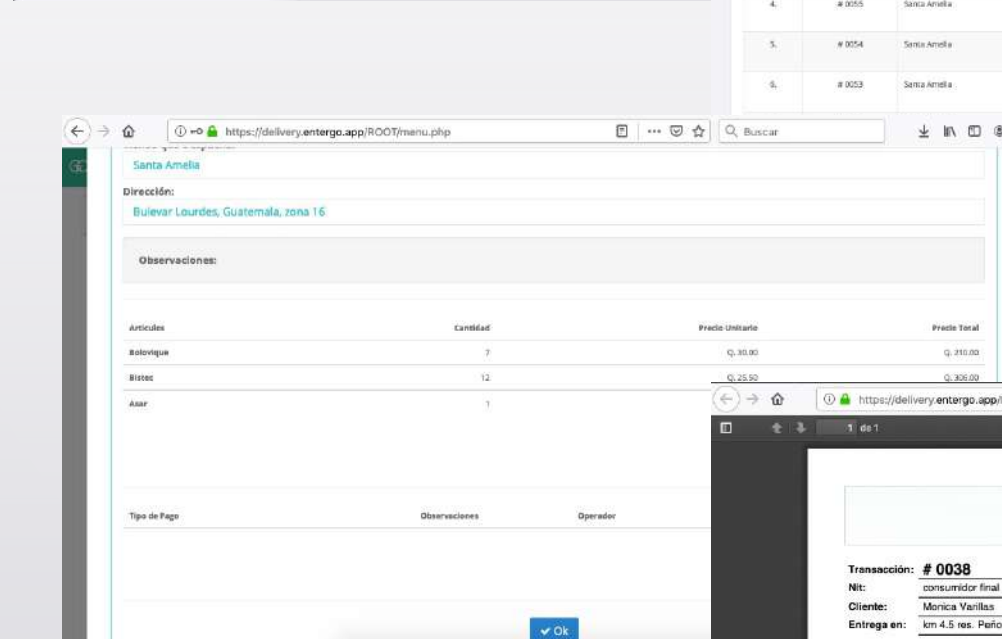 4. # 0055 Santa Amelia
5. # 0054 Santa Amelia
6. # 0053 Santa Amelia
https://delivery.entergo.app/ROOT/menu.php
Buscar
Santa Amelia
Dirección:
Bulevar Lourdes, Guatemala, zona 16
Observaciones:
Articulos Cantidad Precio Unitario Precio Total
Bolovique 7 Q. 30.00 Q. 210.00
Bistec 12 Q. 25.50 Q. 306.00
Asar 1
https://delivery.entergo.app/
1 de 1
Tipo de Pago Observaciones Operador
Ok
Transacción: # 0038
Nit: consumidor final
Cliente: Monica Varillas
Entrega en: km 4.5 res.